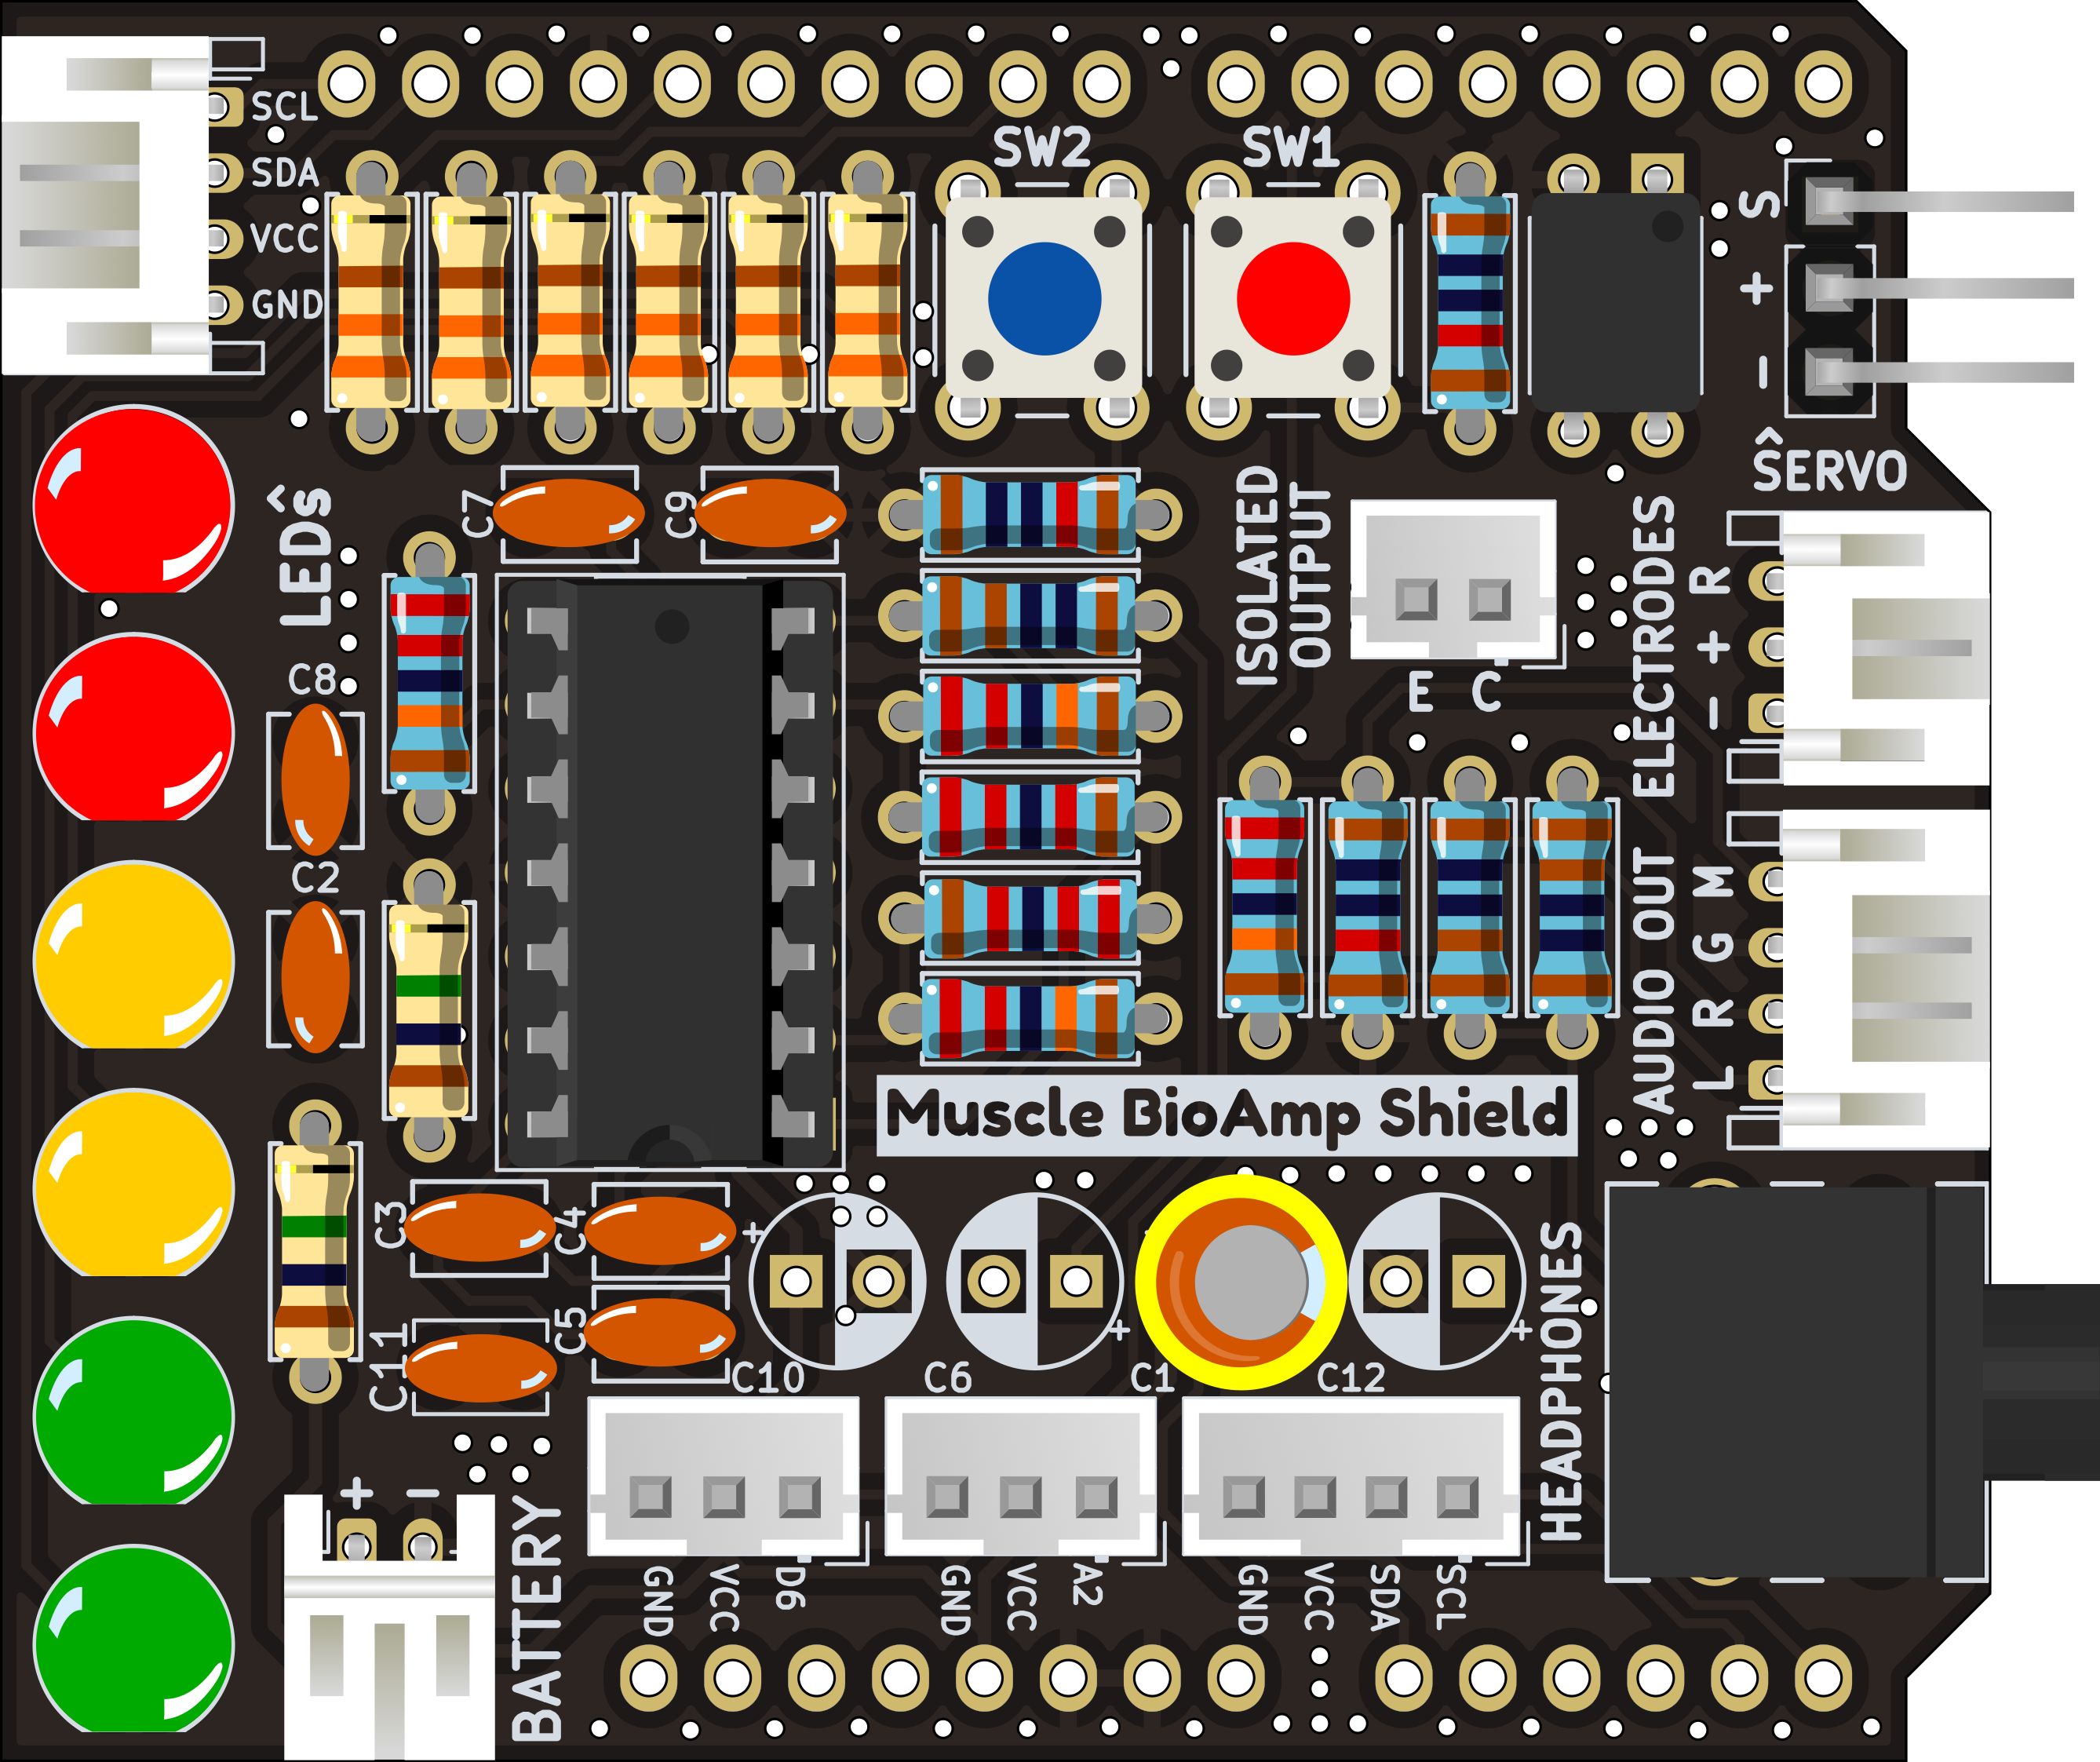 SCL
SDA
VCC
GND
SW2
SW1
S
+
-
SERVO
LEDs
C7
C9
ISOLATED
OUTPUT
E C
ELECTRODES
R
+
-
C8
C2
AUDIO OUT
M
G
R
L
Muscle BioAmp Shield
C3
C4
+
+
+
C11
C5
C10
C6
C1
C12
HEADPHONES
+ -
BATTERY
GND
VCC
D6
GND
VCC
A2
GND
VCC
SDA
SCL